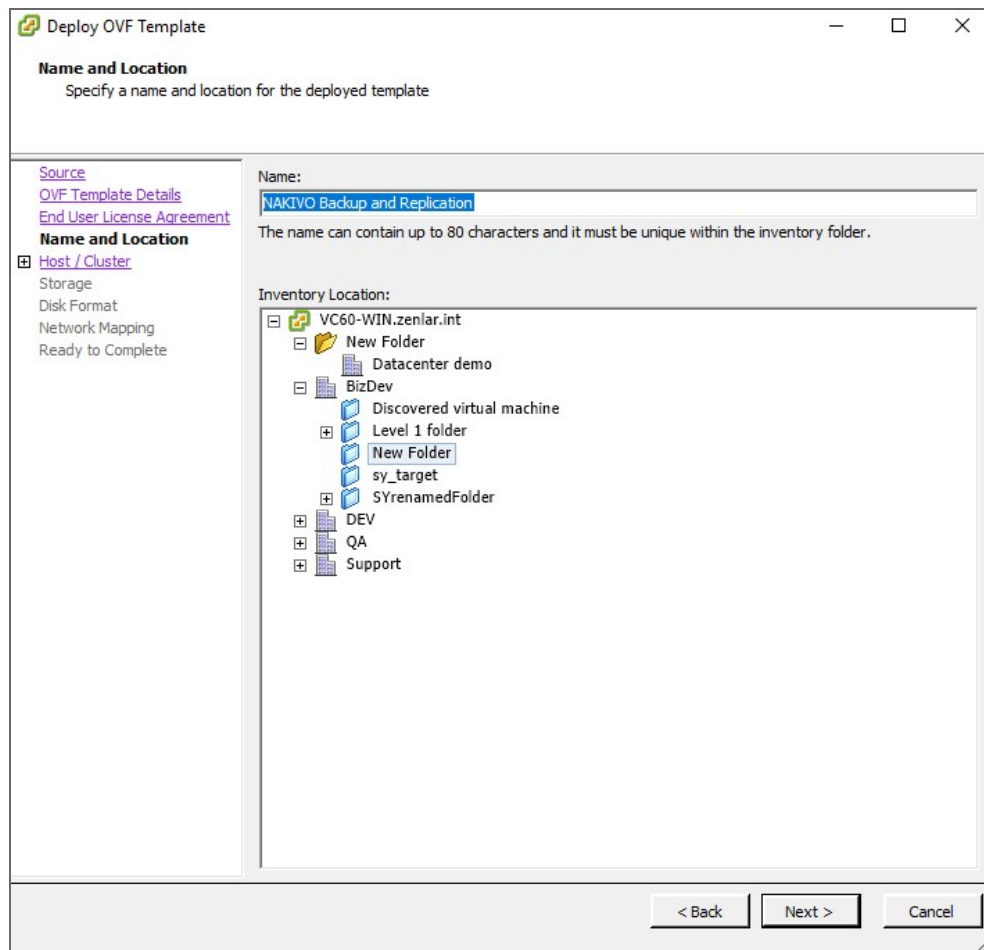 Deploy OVF Template
Name and Location
Specify a name and location for the deployed template
Source
OVF Template Details
End User License Agreement
Name and Location
Host / Cluster
Storage
Disk Format
Network Mapping
Ready to Complete
Name:
NAKIVO Backup and Replication
The name can contain up to 80 characters and it must be unique within the inventory folder.
Inventory Location:
VC60-WIN.zenlar.int
New Folder
Datacenter demo
BizDev
Discovered virtual machine
Level 1 folder
New Folder
sy_target
SYrenamedFolder
DEV
QA
Support
< Back Next > Cancel